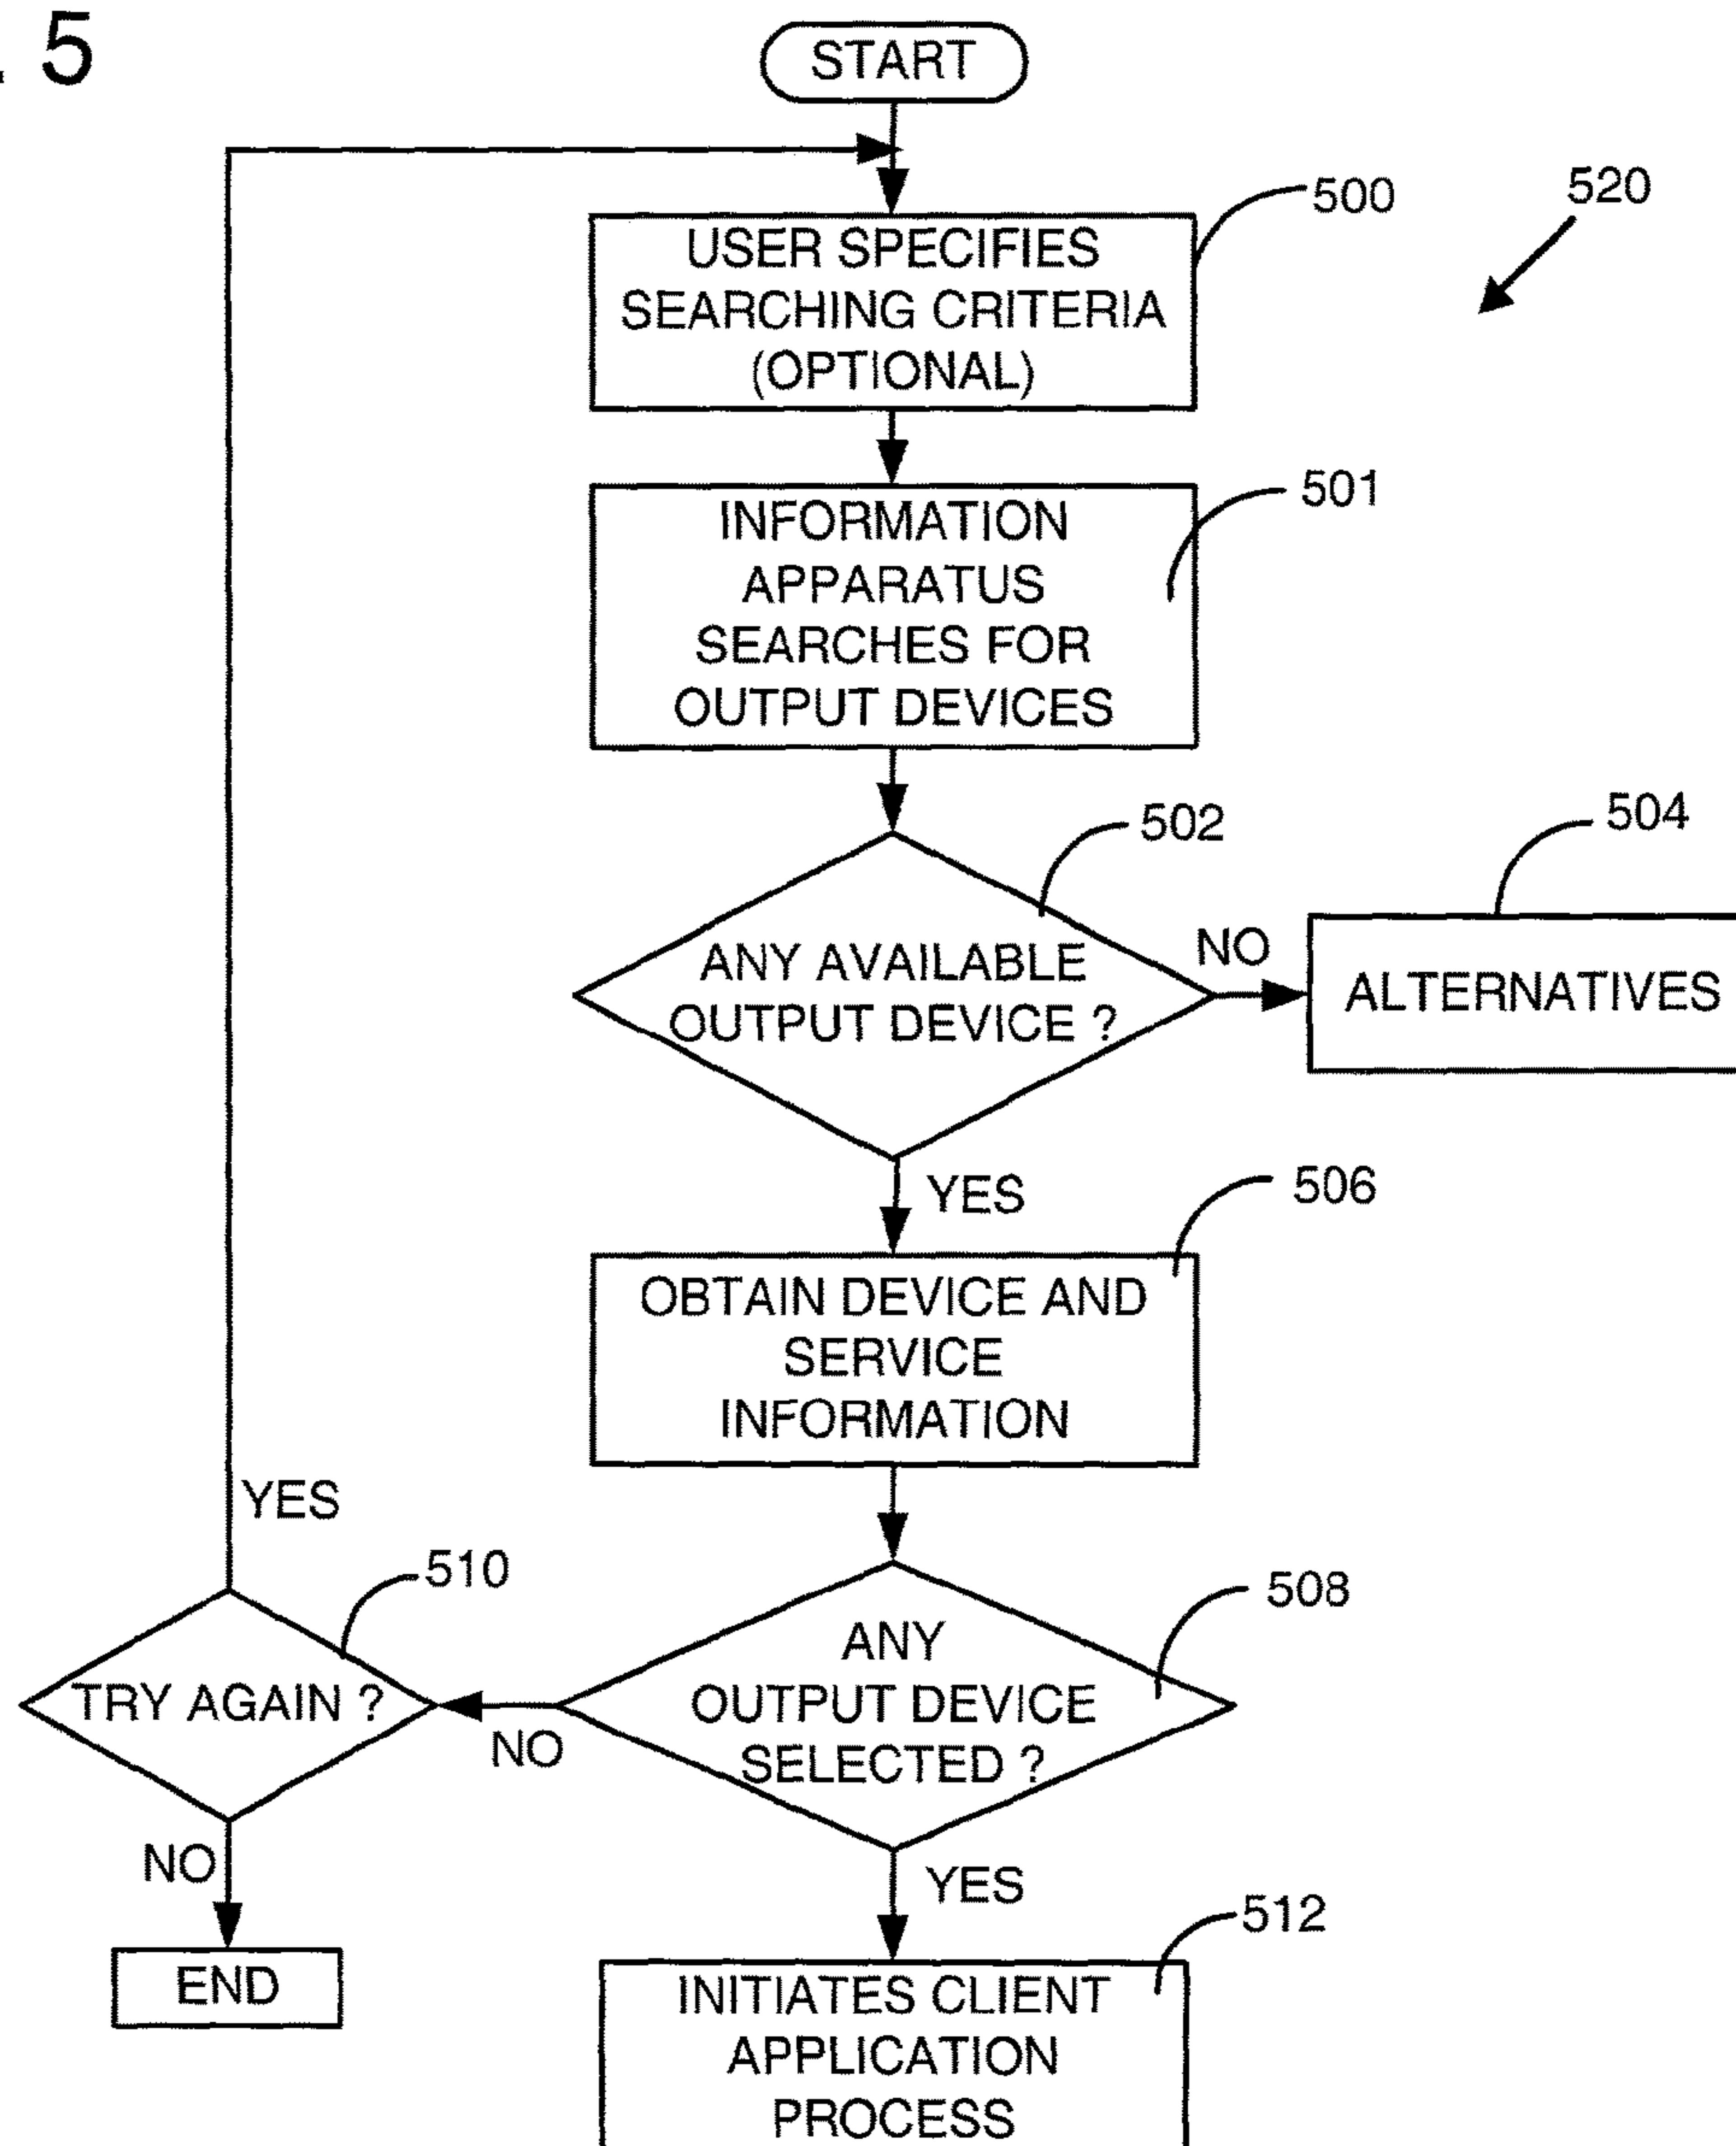 . 5
START
500
520
USER SPECIFIES
SEARCHING CRITERIA
(OPTIONAL)
501
INFORMATION
APPARATUS
SEARCHES FOR
OUTPUT DEVICES
502
504
NO
ANY AVAILABLE
OUTPUT DEVICE ?
ALTERNATIVES
YES
506
OBTAIN DEVICE AND
SERVICE
INFORMATION
YES
510
508
ANY
OUTPUT DEVICE
SELECTED ?
TRY AGAIN ?
NO
NO
YES
512
END
INITIATES CLIENT
APPLICATION
PROCESS